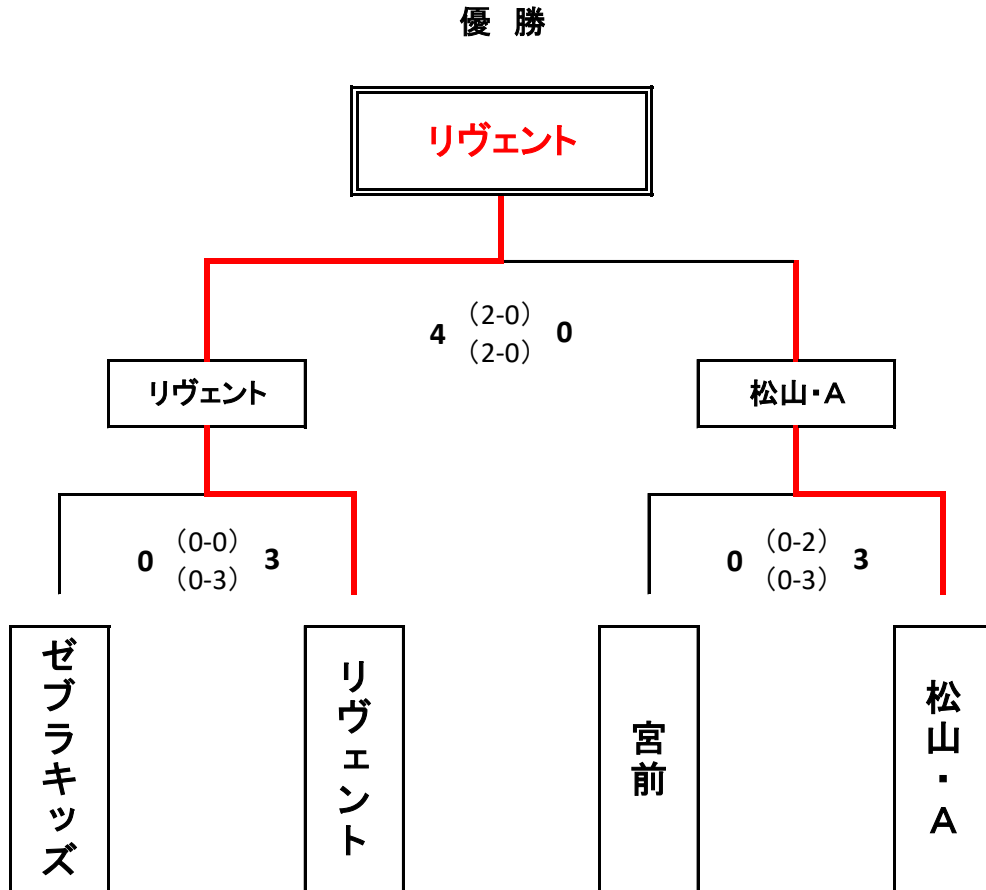 優 勝
リヴェント
4 （2-0） 0
（2-0）
リヴェント
松山・A
0 （0-0） 3
（0-3）
0 （0-2） 3
（0-3）
ゼブラキッズ
リヴェント
宮前
松山・A